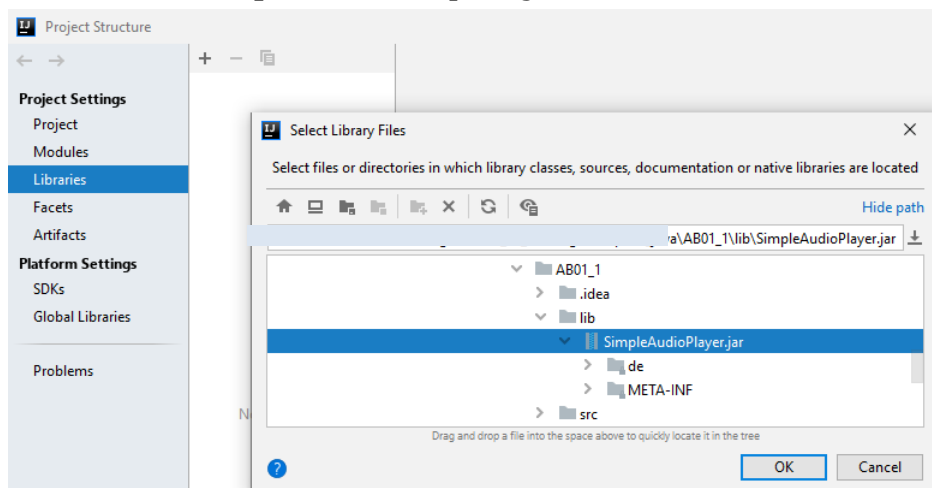 Project Structure
Project Settings
Project
Modules
Libraries
Facets
Artifacts
Platform Settings
SDKs
Global Libraries
Problems
Select Library Files
Select files or directories in which library classes, sources, documentation or native libraries are located
Hide path
\AB01_1\lib\SimpleAudioPlayer.jar
AB01_1
.idea
lib
SimpleAudioPlayer.jar
de
META-INF
src
Drag and drop a file into the space above to quickly locate it in the tree
OK Cancel